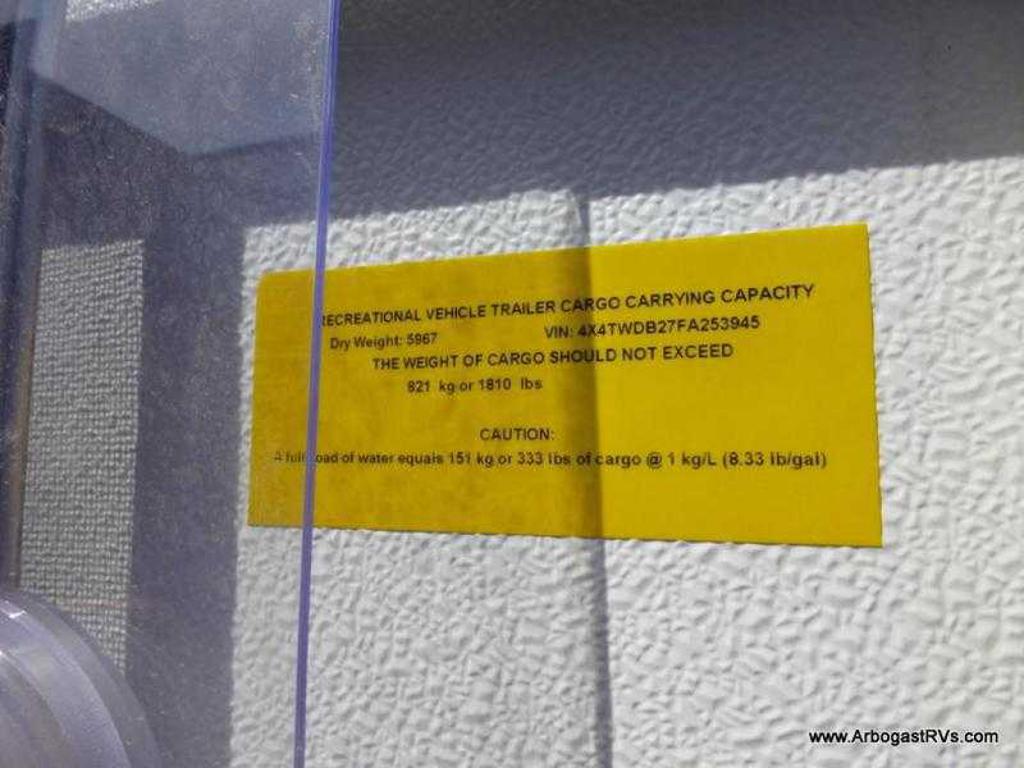 RECREATIONAL VEHICLE TRAILER CARGO CARRYING CAPACITY
Dry Weight: 5967 VIN: 4X4TWDB27FA253945
THE WEIGHT OF CARGO SHOULD NOT EXCEED
821 kg or 1810 lbs
CAUTION:
A full load of water equals 151 kg or 333 lbs of cargo @ 1 kg/L (8.33 lb/gal)
www.ArbogastRVs.com